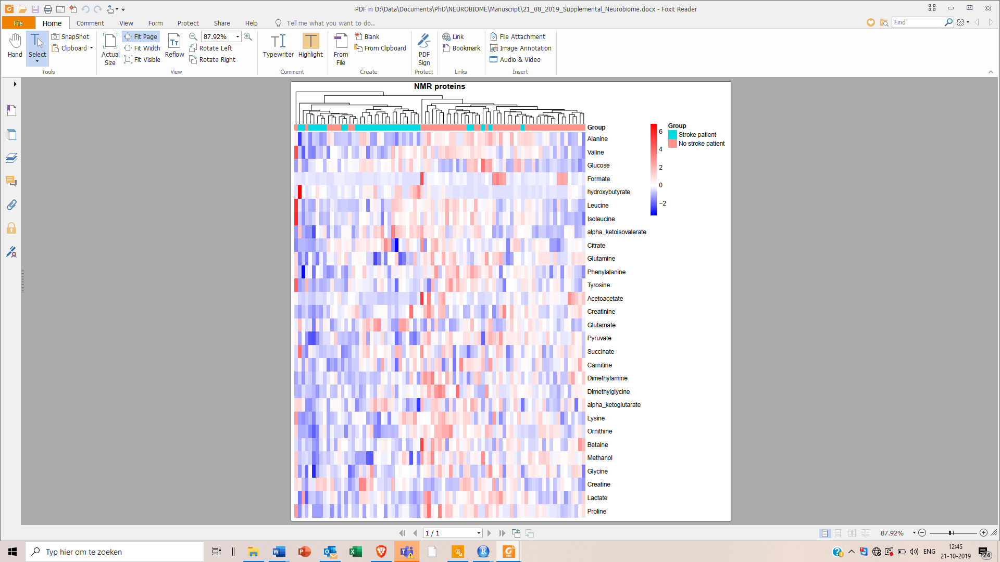 PDF in D:\Data\Documents\PhD\NEUROBIOME\Manuscript\21_08_2019_Supplemental_Neurobiome.docx - Foxit Reader
File Home Comment View Form Protect Share Help Tell me what you want to do.. Find
Hand
Select
SnapShot
Clipboard
Tools
Actual Size
Fit Page
Fit Width
Fit Visible
Reflow
87.92%
Rotate Left
Rotate Right
View
Typewriter
Highlight
Comment
From File
Blank
From Clipboard
Create
PDF Sign
Protect
Link
Bookmark
Links
File Attachment
Image Annotation
Audio & Video
Insert
NMR proteins
Group
Alanine
Valine
Glucose
Formate
hydroxybutyrate
Leucine
Isoleucine
alpha_ketoisovalerate
Citrate
Glutamine
Phenylalanine
Tyrosine
Acetoacetate
Creatinine
Glutamate
Pyruvate
Succinate
Carnitine
Dimethylamine
Dimethylglycine
alpha_ketoglutarate
Lysine
Ornithine
Betaine
Methanol
Glycine
Creatine
Lactate
Proline
6
4
2
0
−2
Group
Stroke patient
No stroke patient
1 / 1
87.92%
Typ hier om te zoeken
ENG
12:45
21-10-2019
24